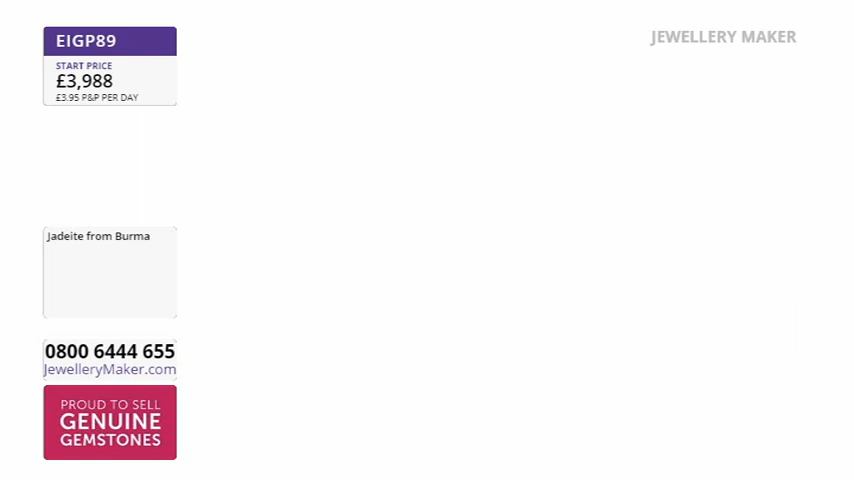 EIGP89
JEWELLERY MAKER
START PRICE
£3,988
£3.95 P&P PER DAY
Jadeite from Burma
0800 6444 655
JewelleryMaker.com
PROUD TO SELL
GENUINE
GEMSTONES